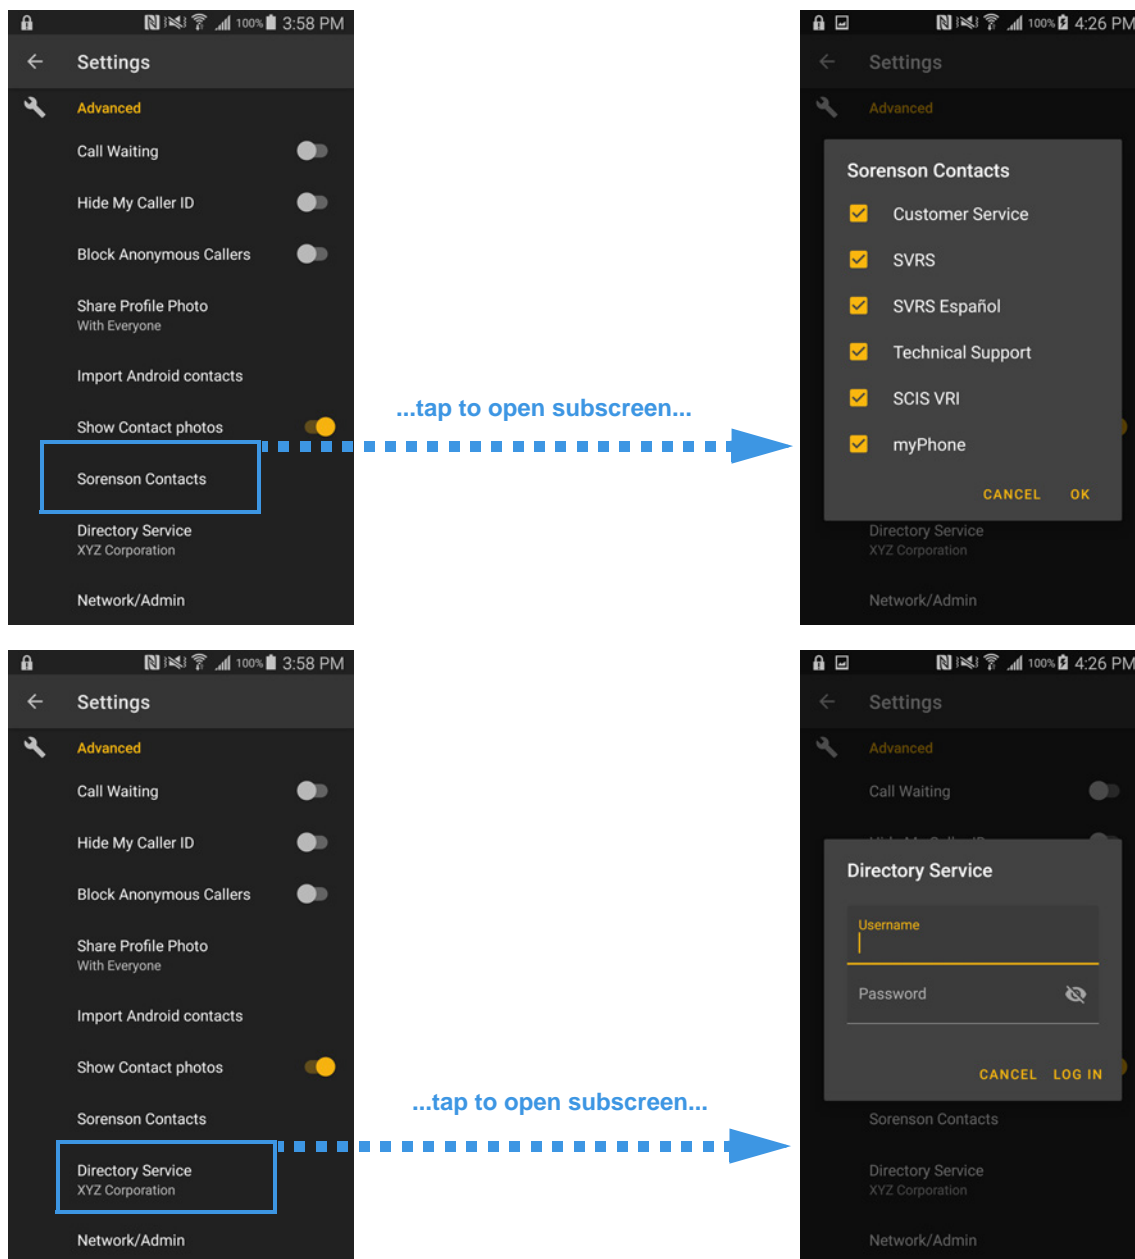 100% 3:58 PM
Settings
Advanced
Call Waiting
Hide My Caller ID
Block Anonymous Callers
Share Profile Photo
With Everyone
Import Android contacts
Show Contact photos
Sorenson Contacts
Directory Service
XYZ Corporation
Network/Admin
...tap to open subscreen...
100% 4:26 PM
Settings
Advanced
Sorenson Contacts
Customer Service
SVRS
SVRS Español
Technical Support
SCIS VRI
myPhone
CANCEL OK
Directory Service
XYZ Corporation
Network/Admin
100% 3:58 PM
Settings
Advanced
Call Waiting
Hide My Caller ID
Block Anonymous Callers
Share Profile Photo
With Everyone
Import Android contacts
Show Contact photos
Sorenson Contacts
Directory Service
XYZ Corporation
Network/Admin
...tap to open subscreen...
100% 4:26 PM
Settings
Advanced
Call Waiting
Directory Service
Username
Password
CANCEL LOG IN
Sorenson Contacts
Directory Service
XYZ Corporation
Network/Admin